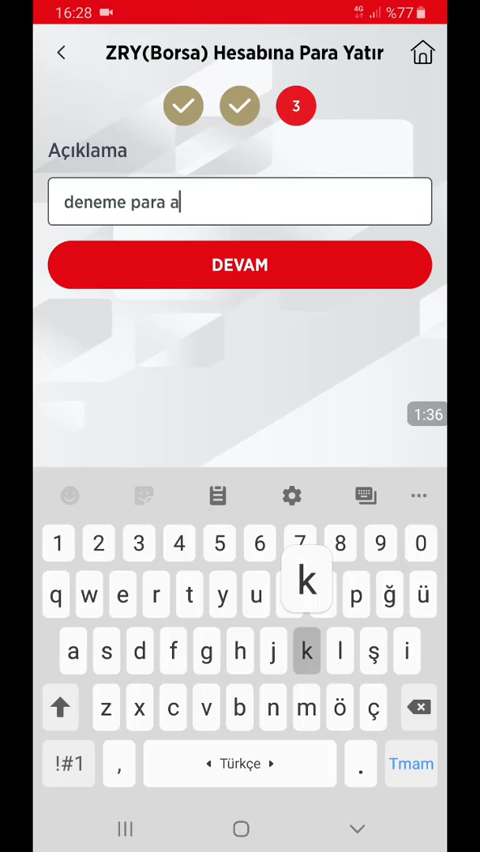 16:28 4G %77
ZRY(Borsa) Hesabına Para Yatır
3
Açıklama
deneme para a
DEVAM
1:36
1 2 3 4 5 6 7 8 9 0
k
q w e r t y u p ğ ü
a s d f g h j k l ş i
z x c v b n m ö ç
!#1 , Türkçe . Tmam